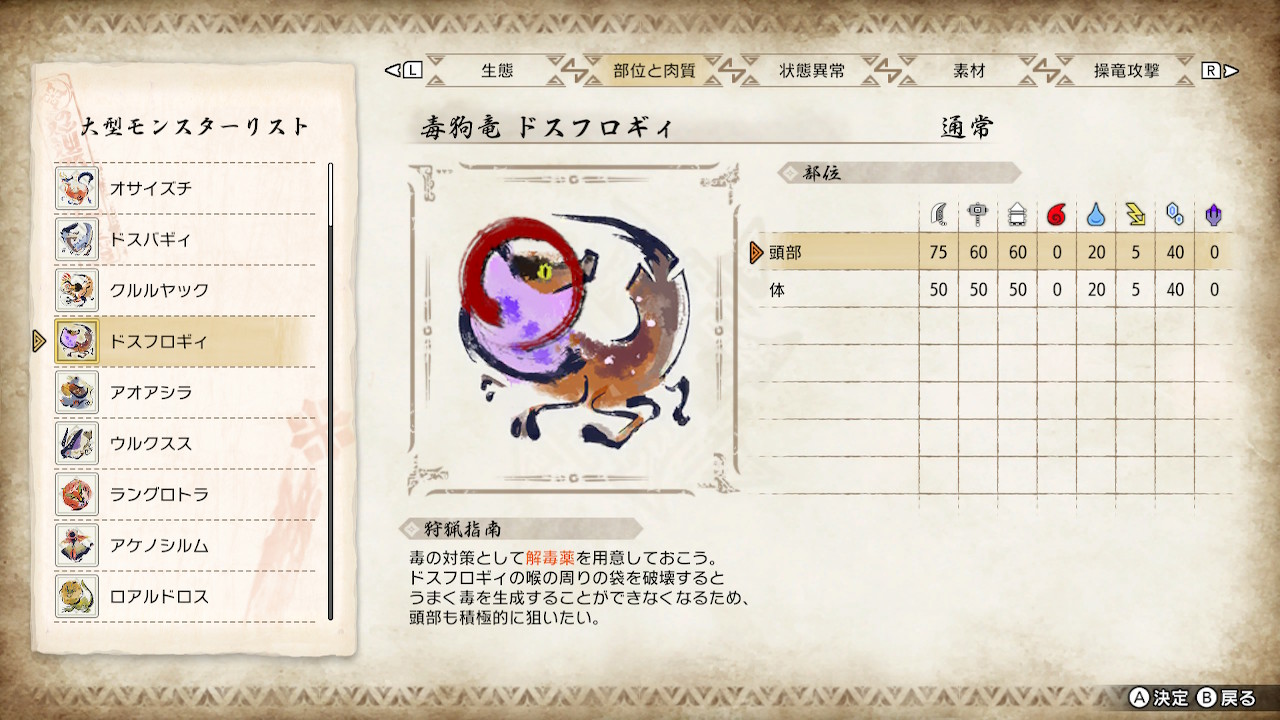 L 生態 部位と肉質 状態異常 素材 操竜攻撃 R
大型モンスターリスト
オサイズチ
ドスバギィ
クルルヤック
ドスフロギィ
アオアシラ
ウルクスス
ラングロトラ
アケノシルム
ロアルドロス
毒狗竜 ドスフロギィ 通常
部位
頭部 75 60 60 0 20 5 40 0
体 50 50 50 0 20 5 40 0
狩猟指南
毒の対策として解毒薬を用意しておこう。
ドスフロギィの喉の周りの袋を破壊すると
うまく毒を生成することができなくなるため、
頭部も積極的に狙いたい。
A 決定 B 戻る